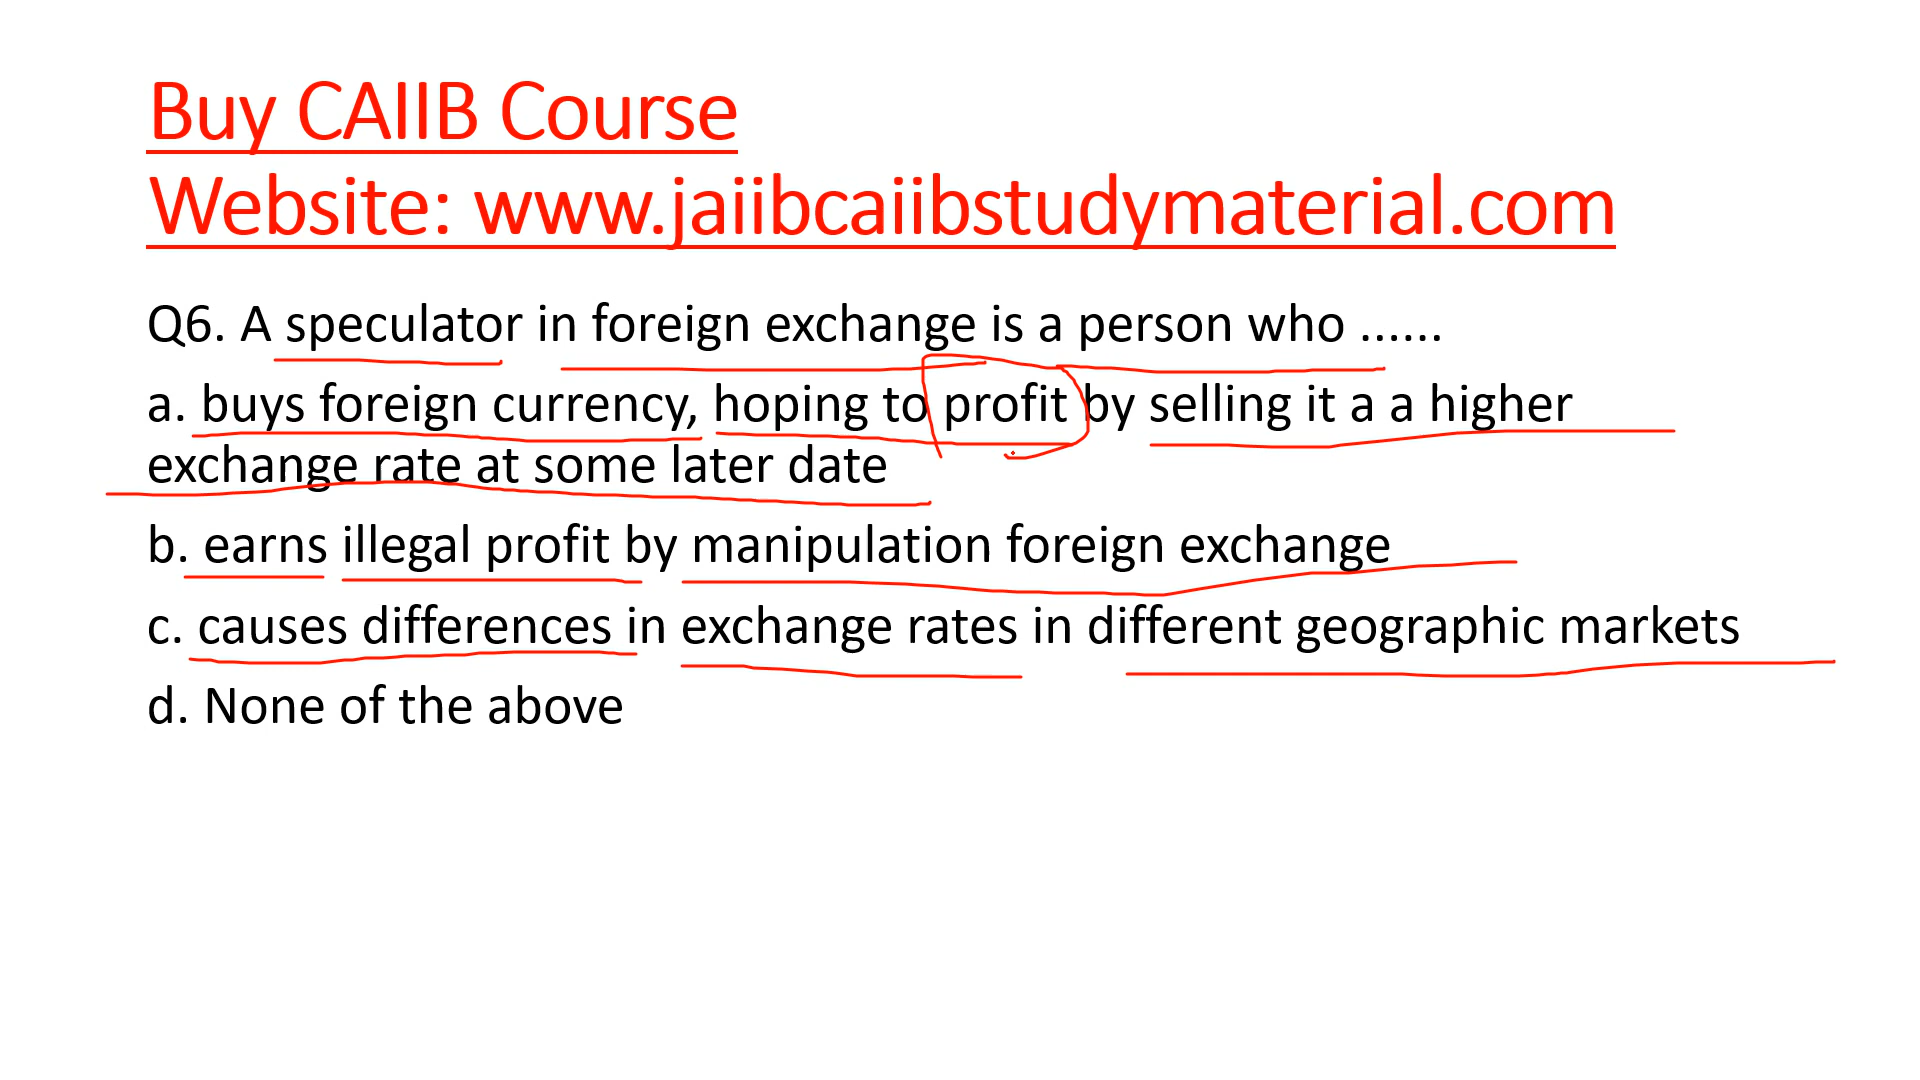 Buy CAIIB Course
Website: www.jaiibcaiibstudymaterial.com
Q6. A speculator in foreign exchange is a person who ......
a. buys foreign currency, hoping to profit by selling it a a higher
exchange rate at some later date
b. earns illegal profit by manipulation foreign exchange
c. causes differences in exchange rates in different geographic markets
d. None of the above